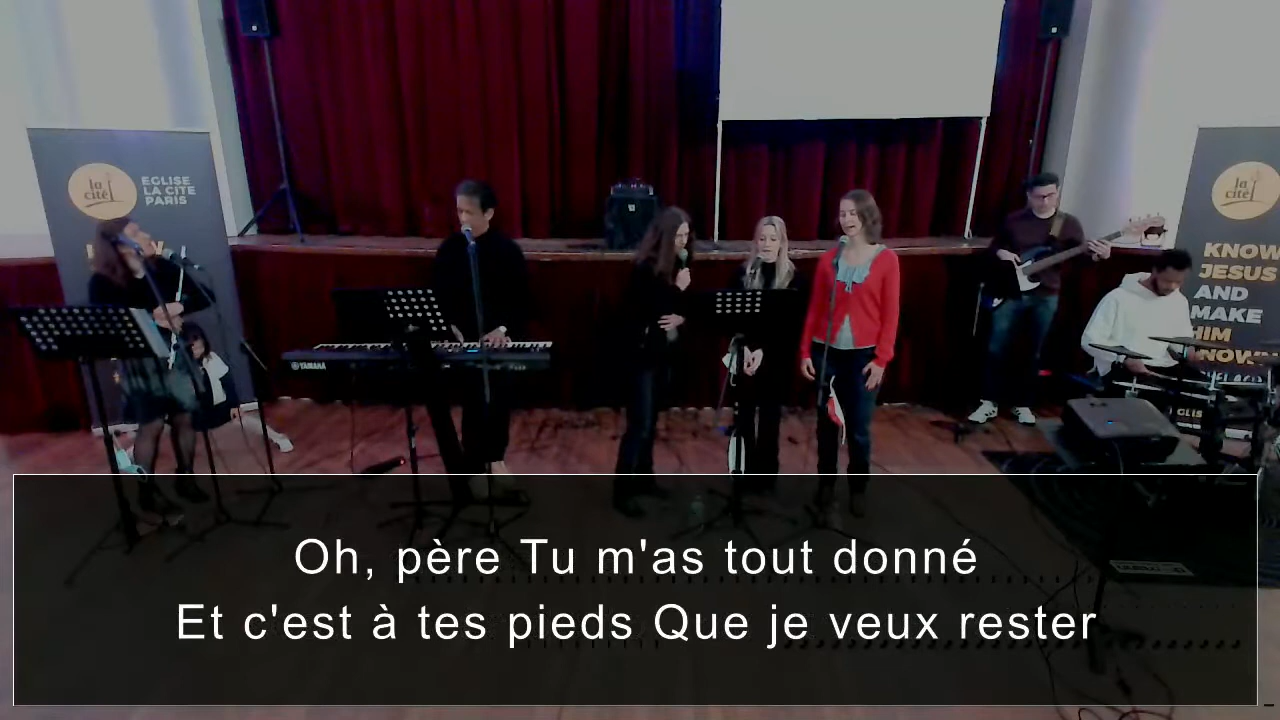 la
cité
EGLISE
LA CITE
PARIS
YAMAHA
la
cité
KNOW
JESUS
AND
MAKE
HIM
KNOWN
Oh, père Tu m'as tout donné
Et c'est à tes pieds Que je veux rester